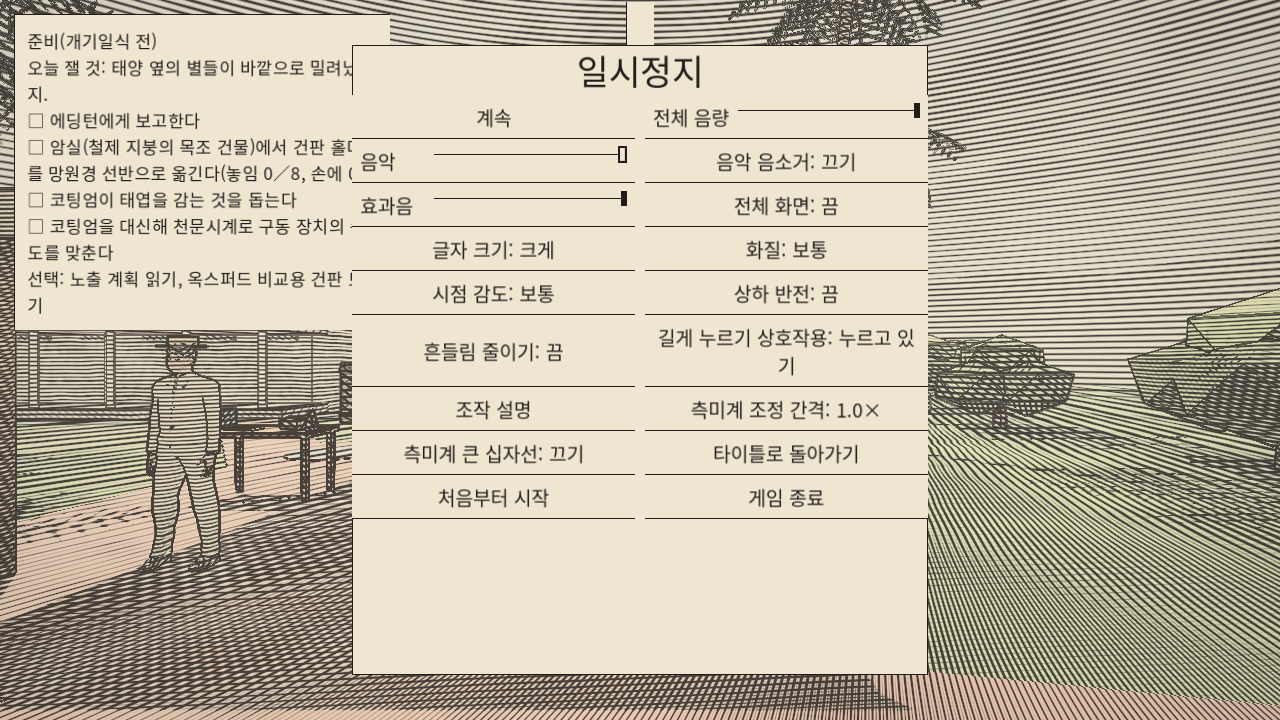 준비(개기일식 전)
오늘 잴 것: 태양 옆의 별들이 바깥으로 밀려났
지.
□ 에딩턴에게 보고한다
□ 암실(철제 지붕의 목조 건물)에서 건판 홀더
를 망원경 선반으로 옮긴다(놓임 0／8, 손에
□ 코팅엄이 태엽을 감는 것을 돕는다
□ 코팅엄을 대신해 천문시계로 구동 장치의
도를 맞춘다
선택: 노출 계획 읽기, 옥스퍼드 비교용 건판
기
일시정지
계속
전체 음량
음악
음악 음소거: 끄기
효과음
전체 화면: 끔
글자 크기: 크게
화질: 보통
시점 감도: 보통
상하 반전: 끔
흔들림 줄이기: 끔
길게 누르기 상호작용: 누르고 있
기
조작 설명
측미계 조정 간격: 1.0×
측미계 큰 십자선: 끄기
타이틀로 돌아가기
처음부터 시작
게임 종료